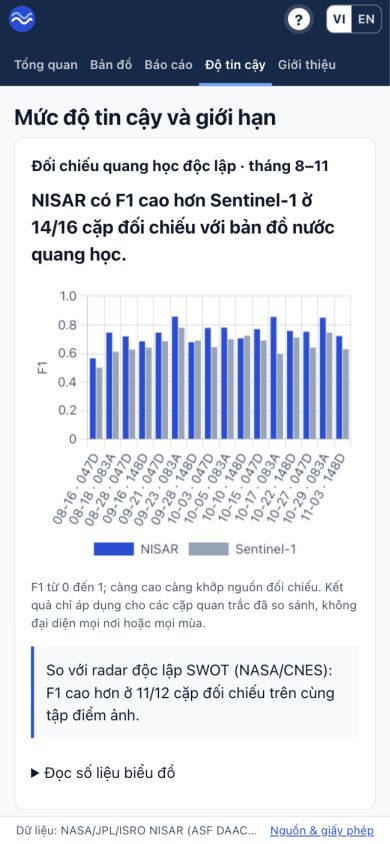 ?
VI EN
Tổng quan Bản đồ Báo cáo Độ tin cậy Giới thiệu
Mức độ tin cậy và giới hạn
Đối chiếu quang học độc lập · tháng 8–11
NISAR có F1 cao hơn Sentinel-1 ở
14/16 cặp đối chiếu với bản đồ nước
quang học.
1.0
0.8
0.6
0.4
0.2
0
F1
08-16 · 047D
08-18 · 083A
08-28 · 047D
09-16 · 148D
09-21 · 047D
09-23 · 083A
09-28 · 148D
10-03 · 047D
10-05 · 083A
10-10 · 148D
10-15 · 047D
10-17 · 083A
10-22 · 148D
10-27 · 047D
10-29 · 083A
11-03 · 148D
NISAR Sentinel-1
F1 từ 0 đến 1; càng cao càng khớp nguồn đối chiếu. Kết
quả chỉ áp dụng cho các cặp quan trắc đã so sánh, không
đại diện mọi nơi hoặc mọi mùa.
So với radar độc lập SWOT (NASA/CNES):
F1 cao hơn ở 11/12 cặp đối chiếu trên cùng
tập điểm ảnh.
▶ Đọc số liệu biểu đồ
Dữ liệu: NASA/JPL/ISRO NISAR (ASF DAAC... Nguồn & giấy phép